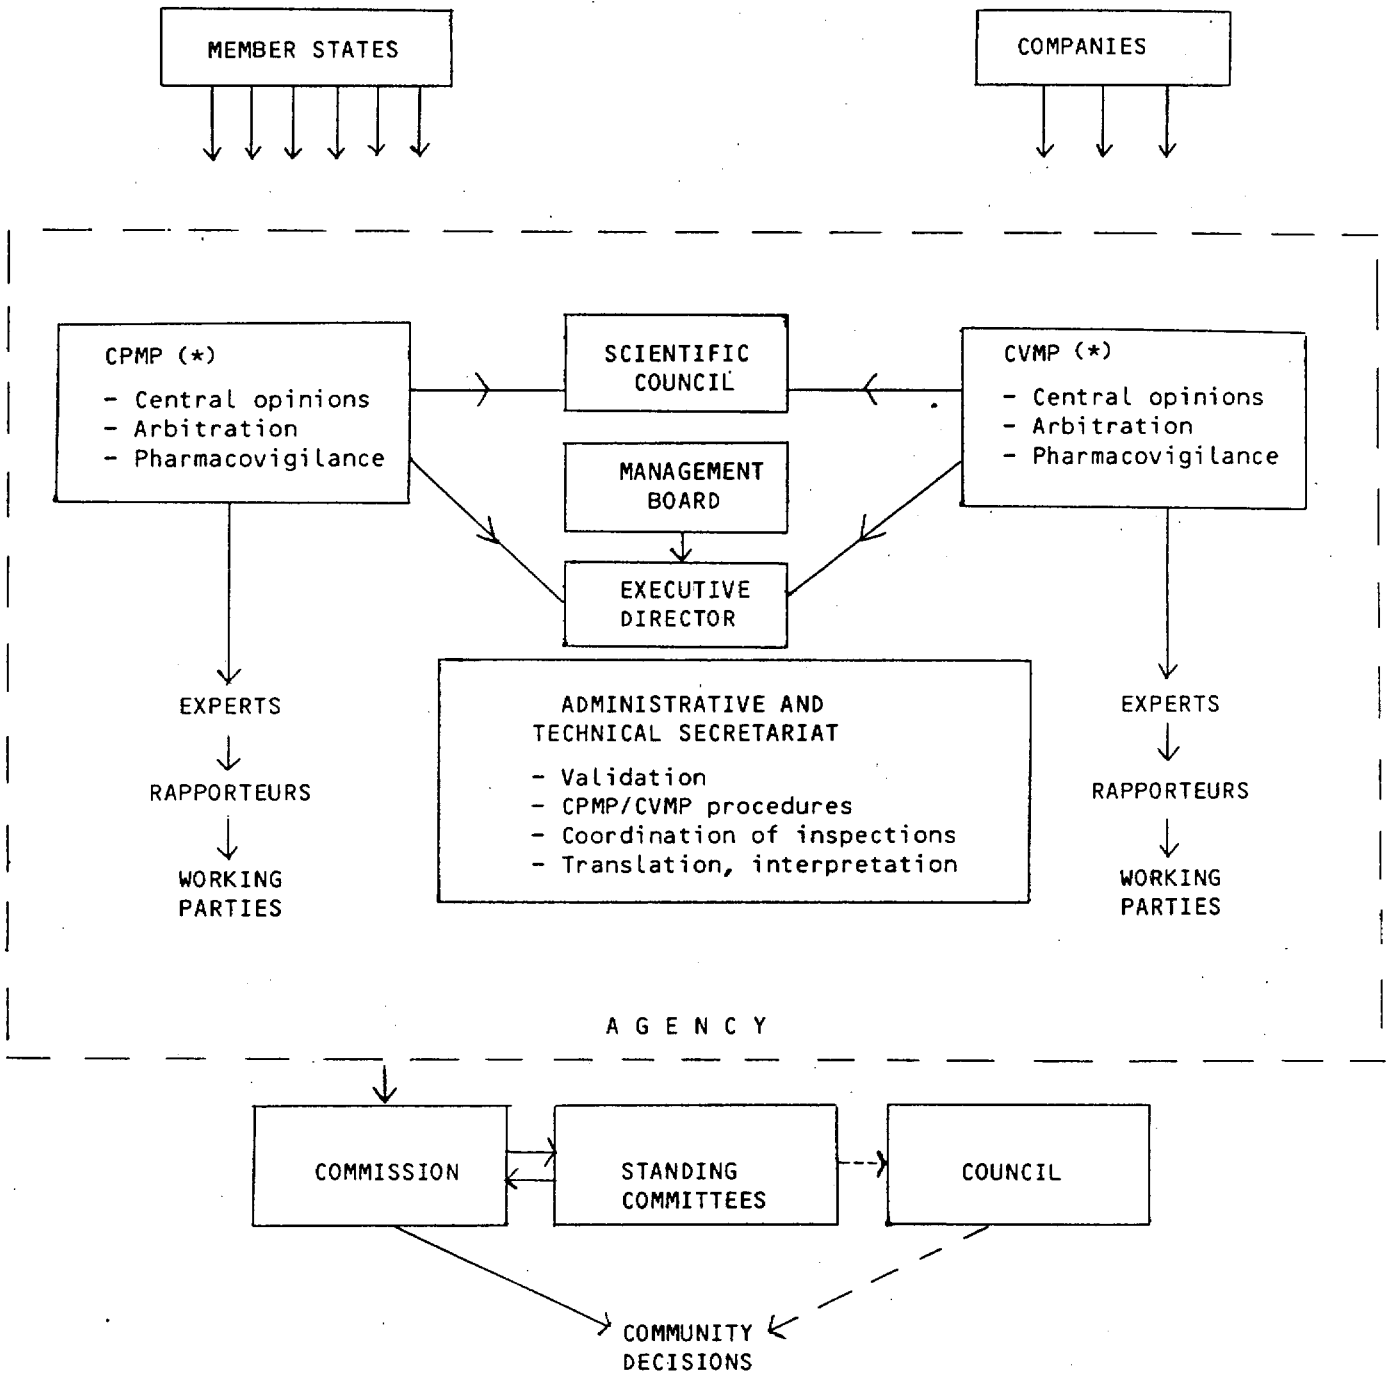 MEMBER STATES
COMPANIES
CPMP (*)
- Central opinions
- Arbitration
- Pharmacovigilance
SCIENTIFIC
COUNCIL
CVMP (*)
- Central opinions
- Arbitration
- Pharmacovigilance
MANAGEMENT
BOARD
EXECUTIVE
DIRECTOR
EXPERTS
RAPPORTEURS
WORKING
PARTIES
ADMINISTRATIVE AND
TECHNICAL SECRETARIAT
- Validation
- CPMP/CVMP procedures
- Coordination of inspections
- Translation, interpretation
EXPERTS
RAPPORTEURS
WORKING
PARTIES
A G E N C Y
COMMISSION
STANDING
COMMITTEES
COUNCIL
COMMUNITY
DECISIONS